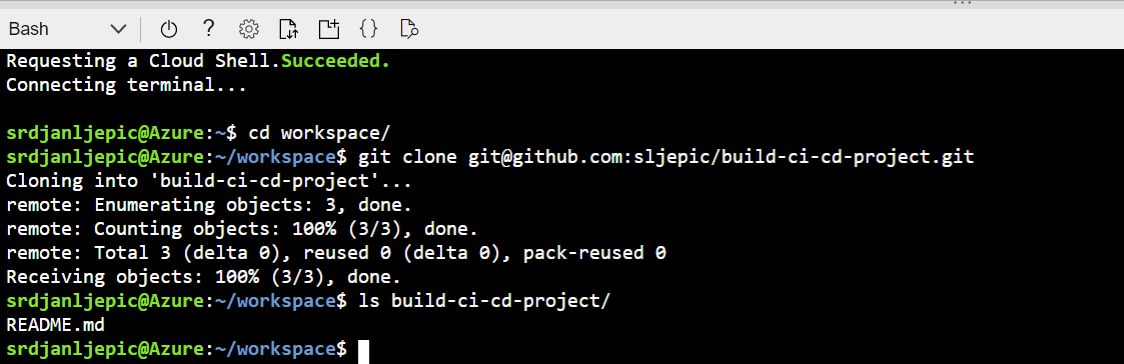 Bash
Requesting a Cloud Shell.Succeeded.
Connecting terminal...
srdjanljepic@Azure:~$ cd workspace/
srdjanljepic@Azure:~/workspace$ git clone git@github.com:sljepic/build-ci-cd-project.git
Cloning into 'build-ci-cd-project'...
remote: Enumerating objects: 3, done.
remote: Counting objects: 100% (3/3), done.
remote: Total 3 (delta 0), reused 0 (delta 0), pack-reused 0
Receiving objects: 100% (3/3), done.
srdjanljepic@Azure:~/workspace$ ls build-ci-cd-project/
README.md
srdjanljepic@Azure:~/workspace$